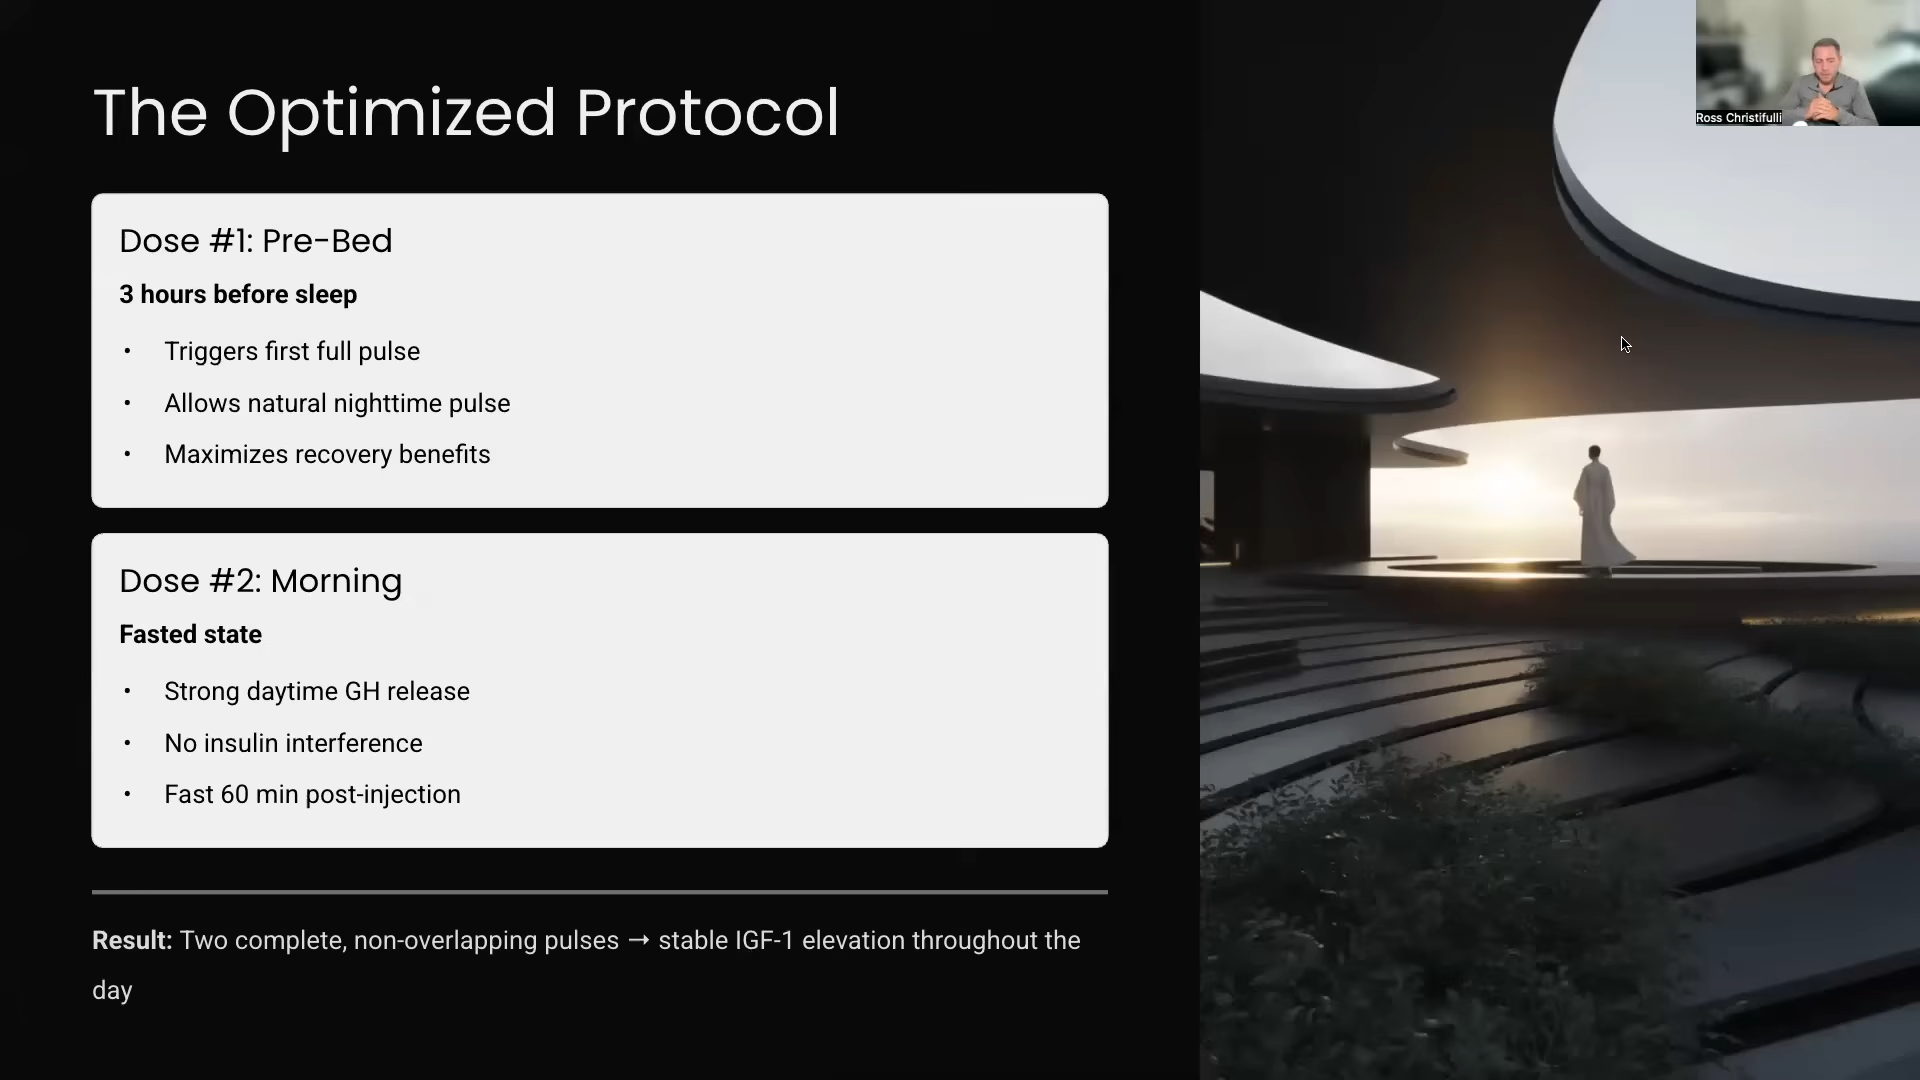 The Optimized Protocol
Ross Christifulli
Dose #1: Pre-Bed
3 hours before sleep
• Triggers first full pulse
• Allows natural nighttime pulse
• Maximizes recovery benefits
Dose #2: Morning
Fasted state
• Strong daytime GH release
• No insulin interference
• Fast 60 min post-injection
Result: Two complete, non-overlapping pulses → stable IGF-1 elevation throughout the
day